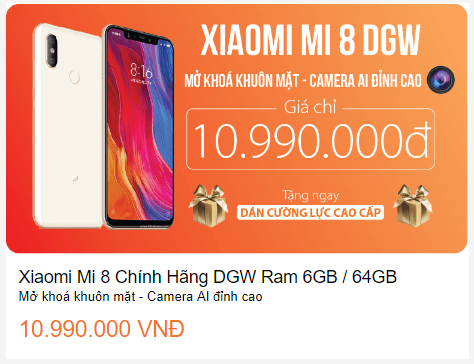 XIAOMI MI 8 DGW
MỞ KHOÁ KHUÔN MẶT - CAMERA AI ĐỈNH CAO
Giá chỉ
10.990.000đ
Tặng ngay
DÁN CƯỜNG LỰC CAO CẤP
8:16
Xiaomi Mi 8 Chính Hãng DGW Ram 6GB / 64GB
Mở khoá khuôn mặt - Camera AI đỉnh cao
10.990.000 VNĐ